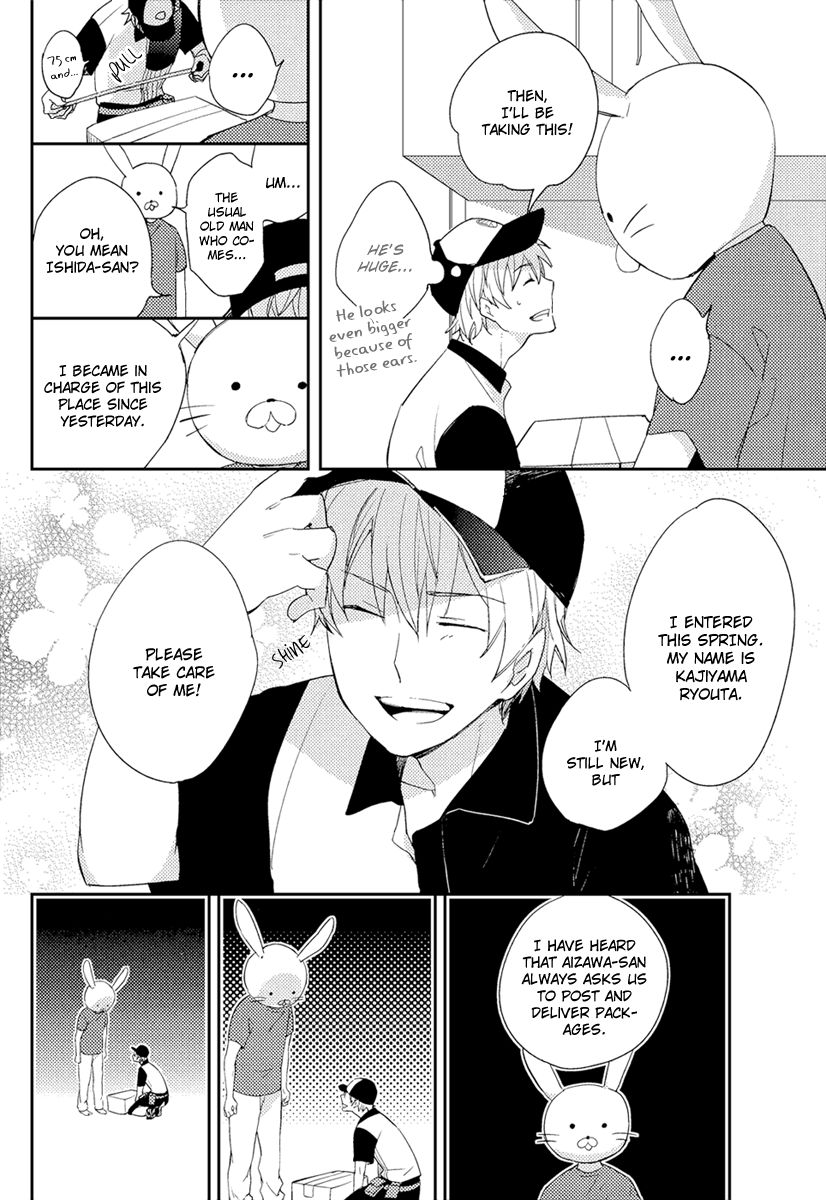 THEN,
I'LL BE
TAKING THIS!
HE'S
HUGE...
He looks
even bigger
because of
those ears.
...
...
PULL
75 cm
and...
UM...
THE
USUAL
OLD MAN
WHO CO-
MES...
OH,
YOU MEAN
ISHIDA-SAN?
I BECAME IN
CHARGE OF THIS
PLACE SINCE
YESTERDAY.
I ENTERED
THIS SPRING.
MY NAME IS
KAJIYAMA
RYOUTA.
I'M
STILL NEW,
BUT
SHINE
PLEASE
TAKE CARE
OF ME!
I HAVE HEARD
THAT AIZAWA-SAN
ALWAYS ASKS US
TO POST AND
DELIVER PACK-
AGES.